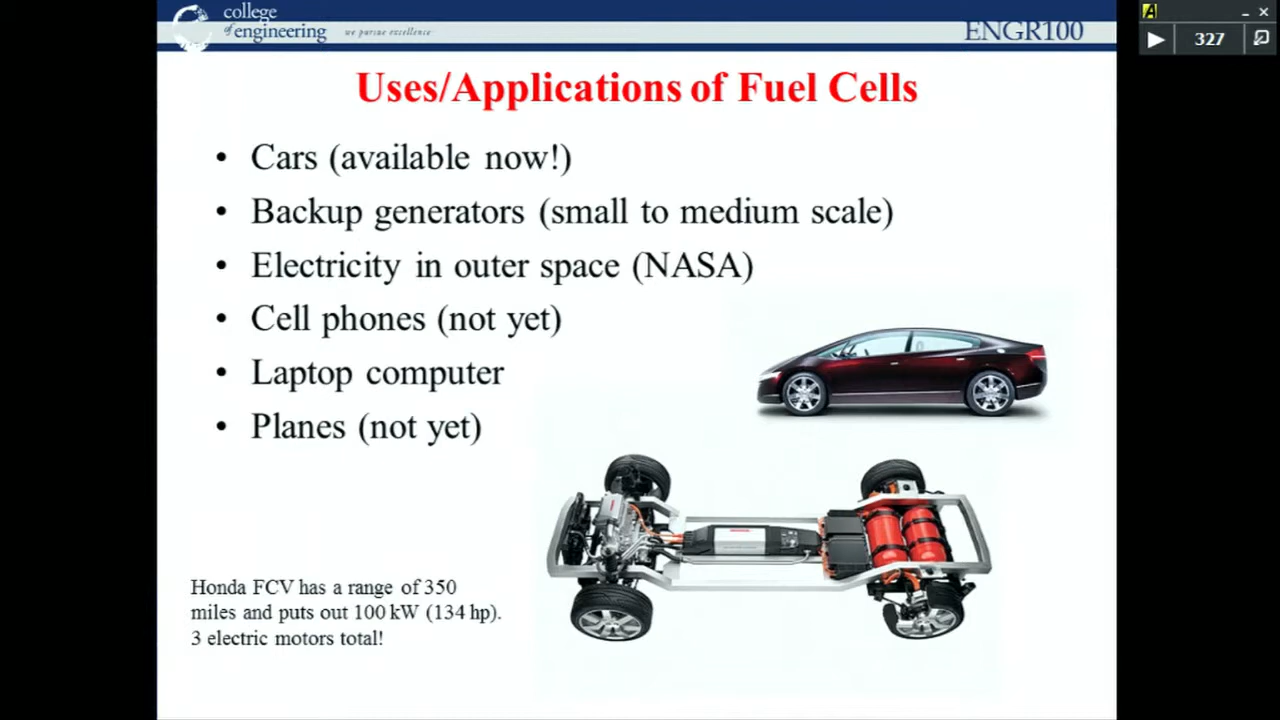 college
of engineering
we pursue excellence
ENGR100
327
Uses/Applications of Fuel Cells
• Cars (available now!)
• Backup generators (small to medium scale)
• Electricity in outer space (NASA)
• Cell phones (not yet)
• Laptop computer
• Planes (not yet)
Honda FCV has a range of 350
miles and puts out 100 kW (134 hp).
3 electric motors total!